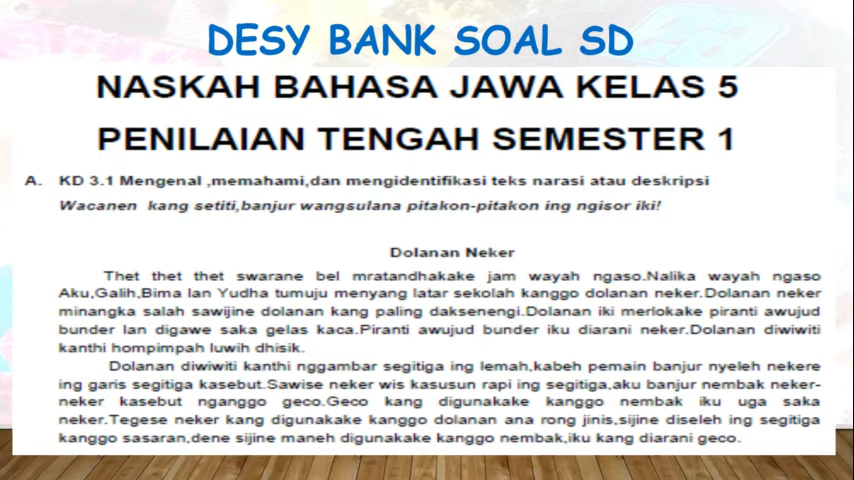 DESY BANK SOAL SD
NASKAH BAHASA JAWA KELAS 5
PENILAIAN TENGAH SEMESTER 1
A. KD 3.1 Mengenal ,memahami,dan mengidentifikasi teks narasi atau deskripsi
Wacanen kang setiti,banjur wangsulana pitakon-pitakon ing ngisor iki!
Dolanan Neker
Thet thet thet swarane bel mratandhakake jam wayah ngaso.Nalika wayah ngaso
Aku,Galih,Bima lan Yudha tumuju menyang latar sekolah kanggo dolanan neker.Dolanan neker
minangka salah sawijine dolanan kang paling daksenengi.Dolanan iki merlokake piranti awujud
bunder lan digawe saka gelas kaca.Piranti awujud bunder iku diarani neker.Dolanan diwiwiti
kanthi hompimpah luwih dhisik.
Dolanan diwiwiti kanthi nggambar segitiga ing lemah,kabeh pemain banjur nyeleh nekere
ing garis segitiga kasebut.Sawise neker wis kasusun rapi ing segitiga,aku banjur nembak neker-
neker kasebut nganggo geco.Geco kang digunakake kanggo nembak iku uga saka
neker.Tegese neker kang digunakake kanggo dolanan ana rong jinis,sijine diseleh ing segitiga
kanggo sasaran,dene sijine maneh digunakake kanggo nembak,iku kang diarani geco.